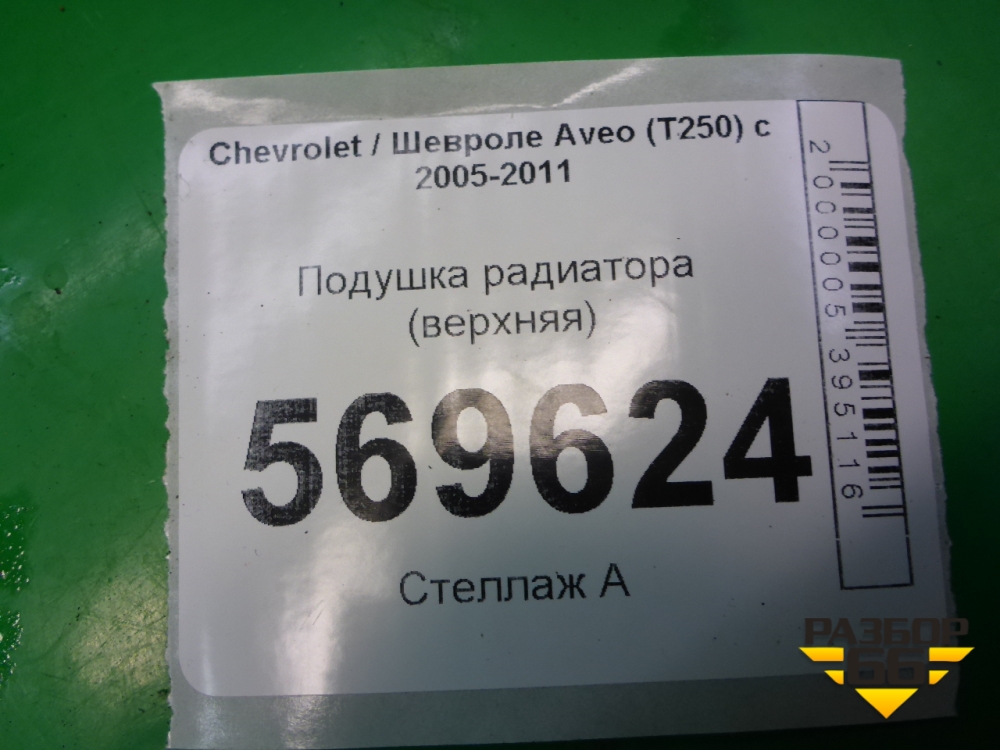 Chevrolet / Шевроле Aveo (T250) с
2005-2011
Подушка радиатора
(верхняя)
569624
Стеллаж А
2000005395116
РАЗБОР
66